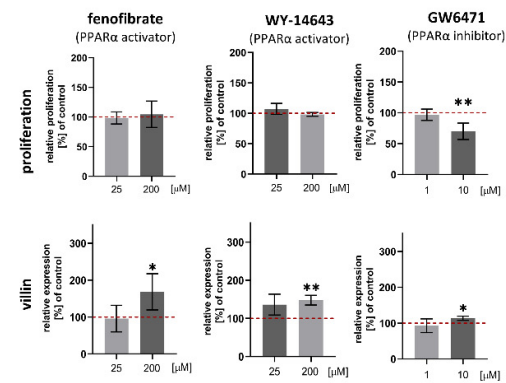 fenofibrate
(PPARα activator)
WY-14643
(PPARα activator)
GW6471
(PPARα inhibitor)
proliferation
relative proliferation
[%] of control
200
150
100
50
0
25
200
[µM]
relative proliferation
[%] of control
200
150
100
50
0
25
200
[µM]
relative proliferation
[%] of control
200
150
100
50
0
**
1
10
[µM]
villin
relative expression
[%] of control
300
200
100
0
*
25
200
[µM]
relative expression
[%] of control
300
200
100
0
**
25
200
[µM]
relative expression
[%] of control
300
200
100
0
*
1
10
[µM]